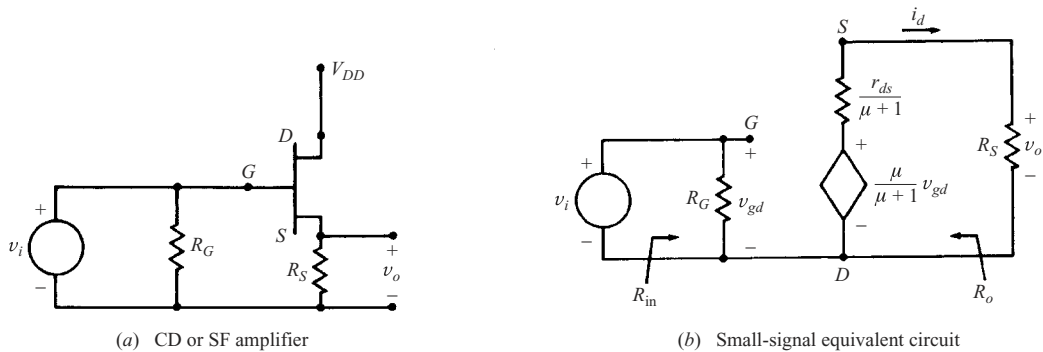 V_DD
D
G
S
+
v_i
−
R_G
R_S
+
v_o
−
(a) CD or SF amplifier
S
i_d
r_ds
μ + 1
G
+
v_i
−
R_G
+
v_gd
−
+
μ
μ + 1 v_gd
−
R_S
+
v_o
−
D
R_in
R_o
(b) Small-signal equivalent circuit